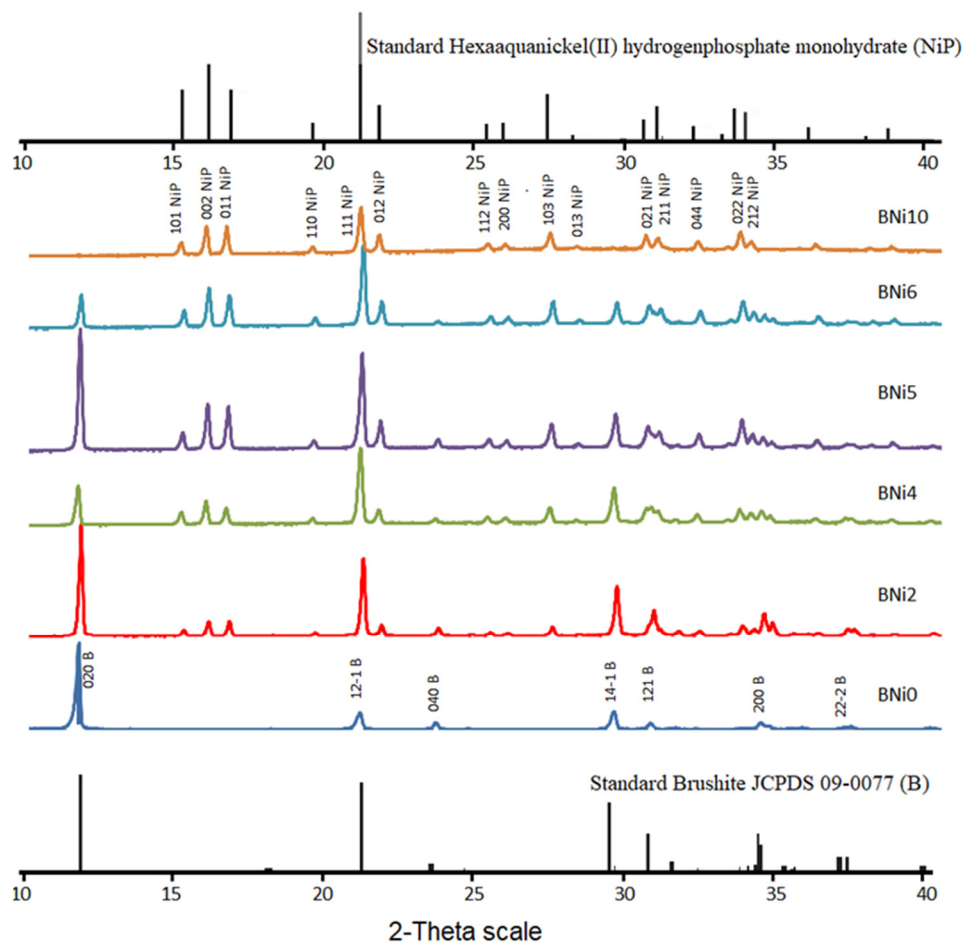 Standard Hexaaquanickel(II) hydrogenphosphate monohydrate (NiP)
10 15 20 25 30 35 40
101 NiP
002 NiP
011 NiP
110 NiP
111 NiP
012 NiP
112 NiP
200 NiP
103 NiP
013 NiP
021 NiP
211 NiP
044 NiP
022 NiP
212 NiP
BNi10
BNi6
BNi5
BNi4
BNi2
BNi0
020 B
12-1 B
040 B
14-1 B
121 B
200 B
22-2 B
Standard Brushite JCPDS 09-0077 (B)
10 15 20 25 30 35 40
2-Theta scale